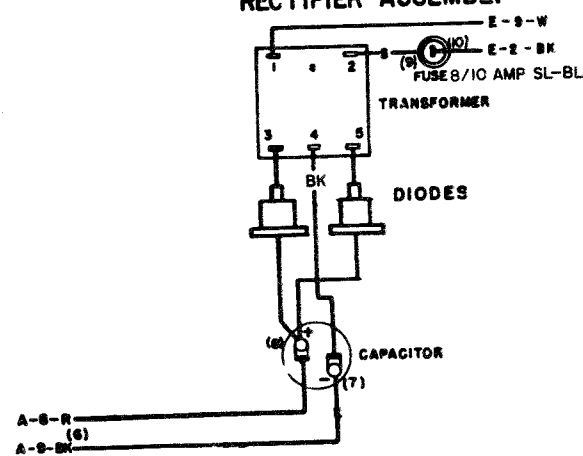 RECTIFIER ASSEMBLY
E-9-W
1 2 8 (9) (10) E-2-BK
FUSE 8/10 AMP SL-BL
TRANSFORMER
3 4 5
BK
DIODES
+
(8)
CAPACITOR
- (7)
A-8-R
(6)
A-9-BK